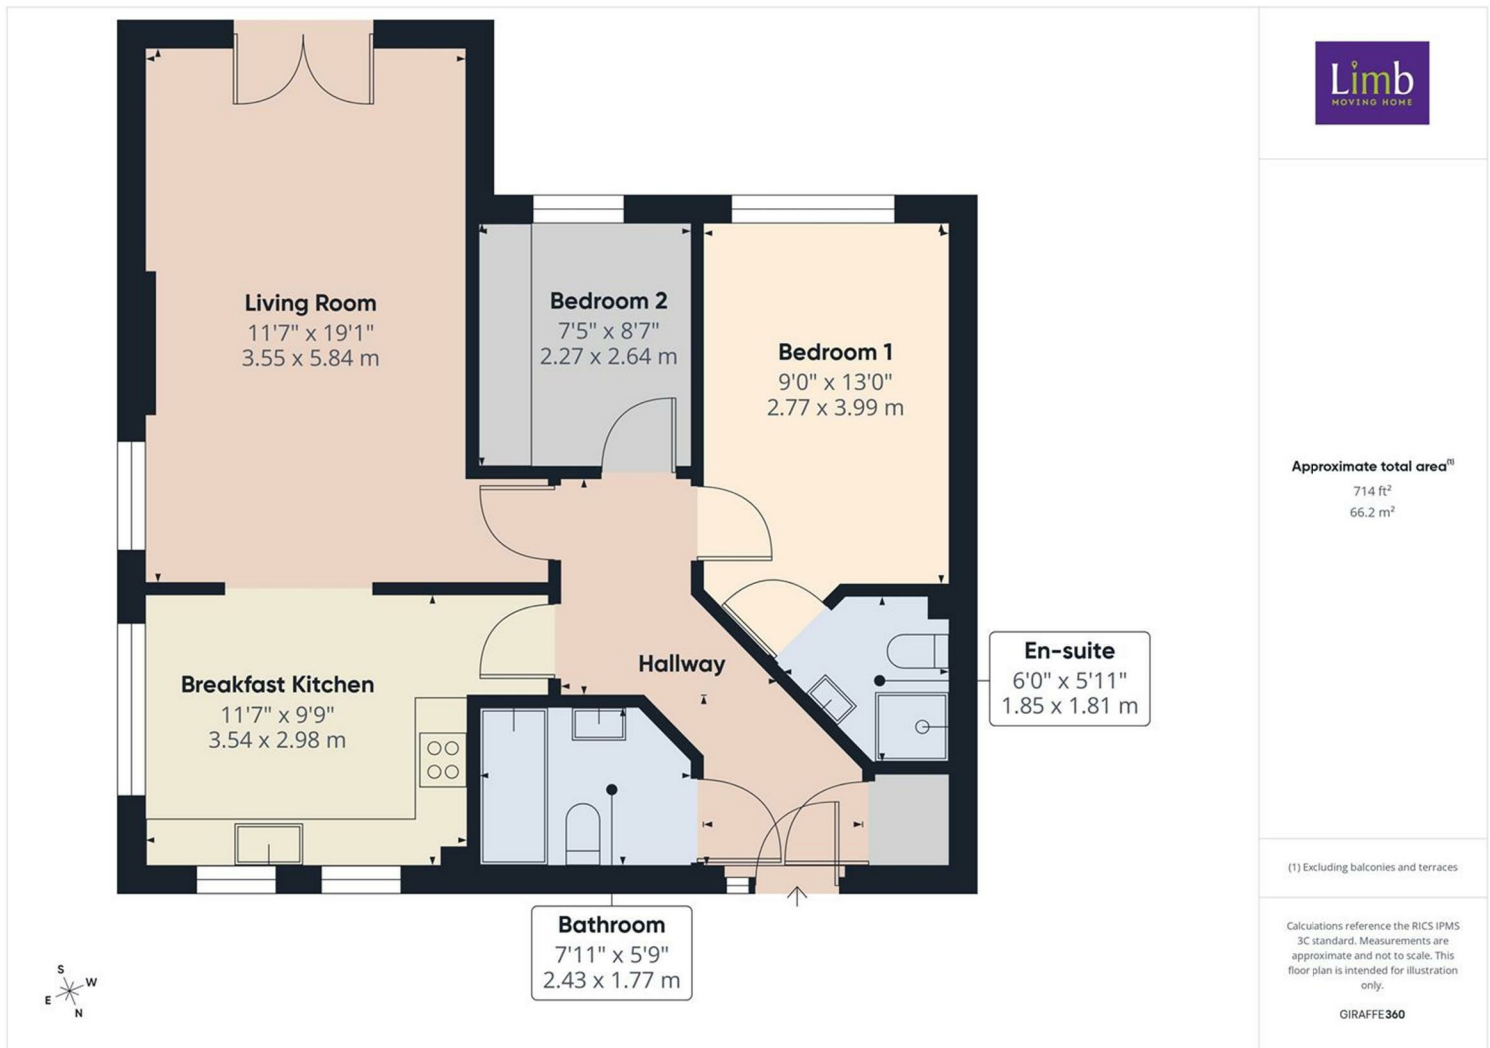 Living Room
11'7" x 19'1"
3.55 x 5.84 m
Bedroom 2
7'5" x 8'7"
2.27 x 2.64 m
Bedroom 1
9'0" x 13'0"
2.77 x 3.99 m
Hallway
En-suite
6'0" x 5'11"
1.85 x 1.81 m
Breakfast Kitchen
11'7" x 9'9"
3.54 x 2.98 m
Bathroom
7'11" x 5'9"
2.43 x 1.77 m
S
W
E
N
Limb
MOVING HOME
Approximate total area(1)
714 ft²
66.2 m²
(1) Excluding balconies and terraces
Calculations reference the RICS IPMS
3C standard. Measurements are
approximate and not to scale. This
floor plan is intended for illustration
only.
GIRAFFE360